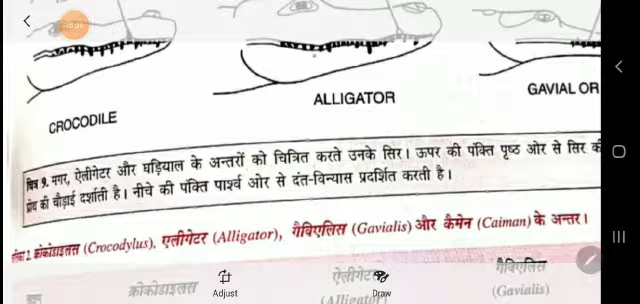 CROCODILE
ALLIGATOR
GAVIAL OR
चित्र 9. मगर, ऐलीगेटर और घड़ियाल के अन्तरों को चित्रित करते उनके सिर। ऊपर की पंक्ति पृष्ठ ओर से सिर व
प्रोथ की चौड़ाई दर्शाती है। नीचे की पंक्ति पार्श्व ओर से दंत-विन्यास प्रदर्शित करती है।
2. क्रोकोडाइलस (Crocodylus), एलीगेटर (Alligator), गैविएलिस (Gavialis) और कैमेन (Caiman) के अन्तर।
क्रोकोडाइलस ऐलीगेटर गैविएलिस
(Alligator) (Gavialis)
Adjust Draw